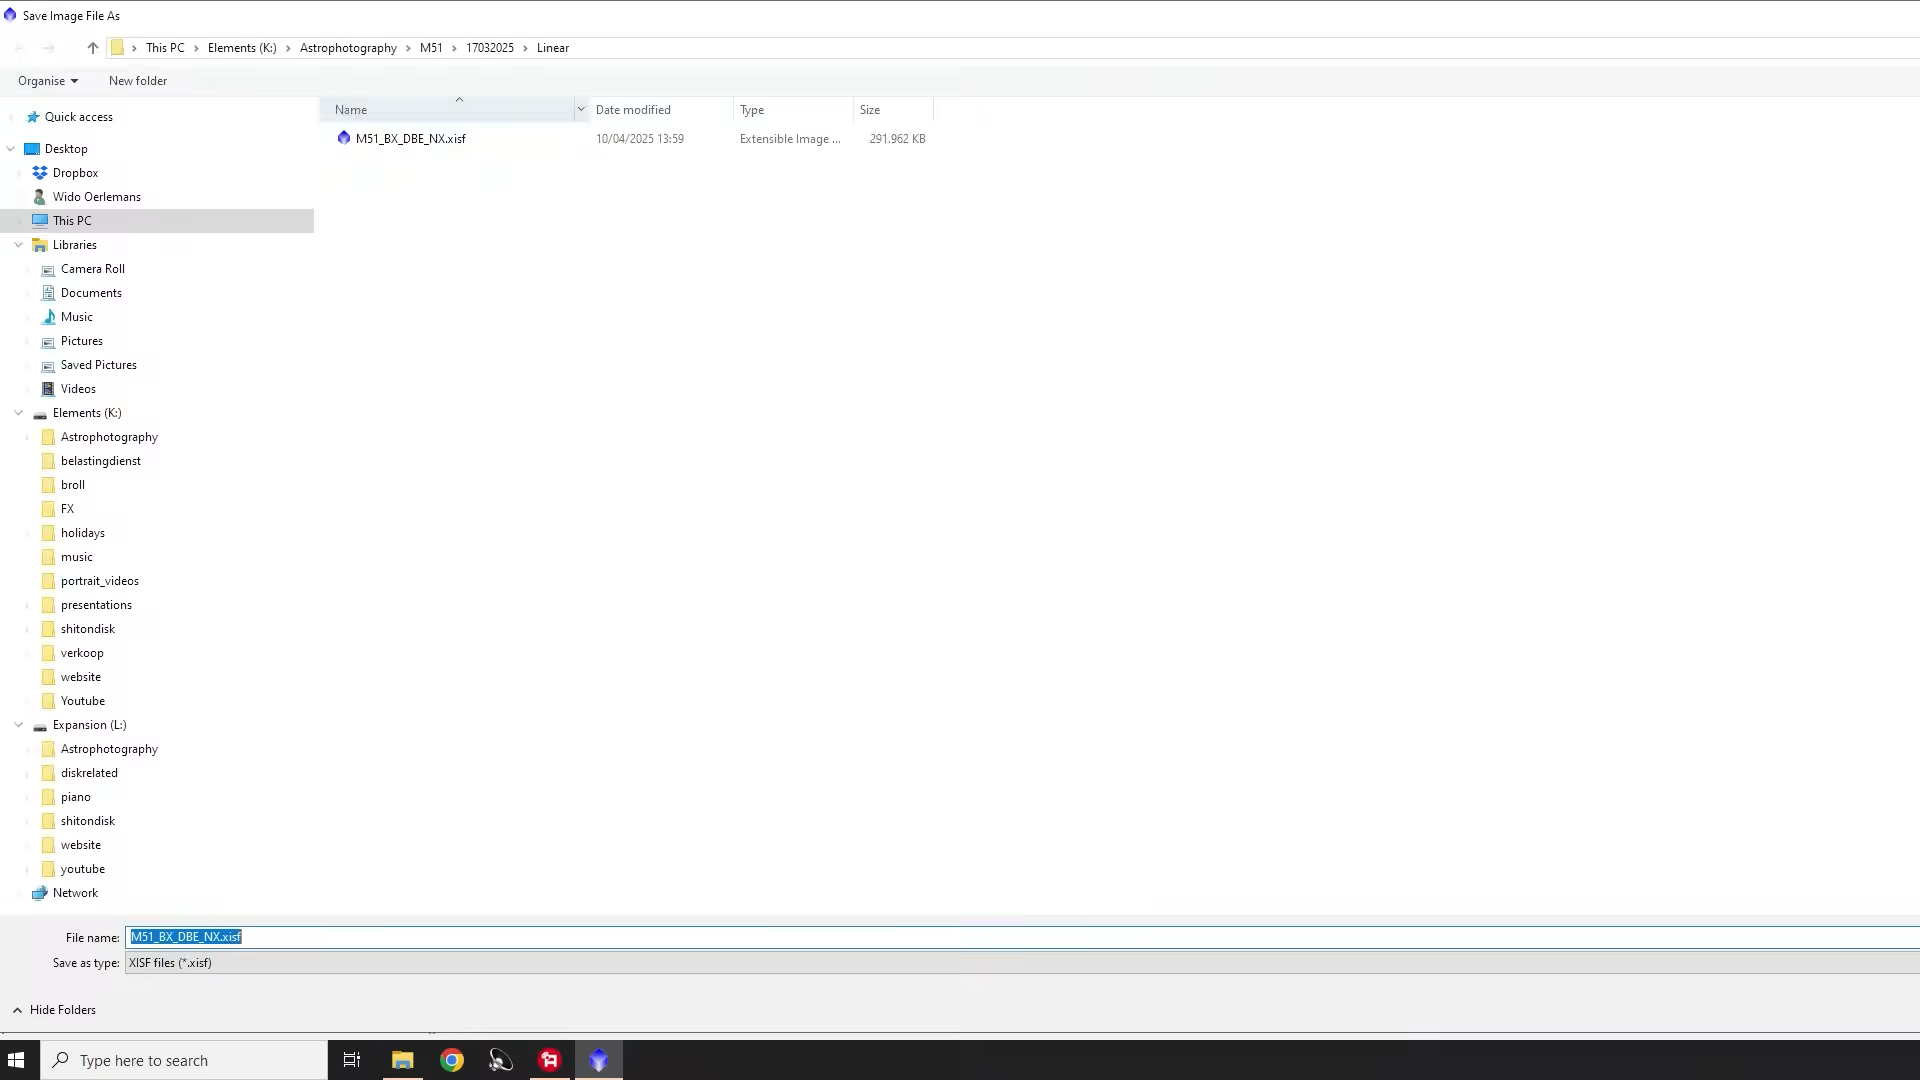 Save Image File As
This PC > Elements (K:) > Astrophotography > M51 > 17032025 > Linear
Organise
New folder
Name
Date modified
Type
Size
M51_BX_DBE_NX.xisf
10/04/2025 13:59
Extensible Image ...
291.962 KB
Quick access
Desktop
Dropbox
Wido Oerlemans
This PC
Libraries
Camera Roll
Documents
Music
Pictures
Saved Pictures
Videos
Elements (K:)
Astrophotography
belastingdienst
broll
FX
holidays
music
portrait_videos
presentations
shitondisk
verkoop
website
Youtube
Expansion (L:)
Astrophotography
diskrelated
piano
shitondisk
website
youtube
Network
File name: M51_BX_DBE_NX.xisf
Save as type: XISF files (*.xisf)
Hide Folders
Type here to search